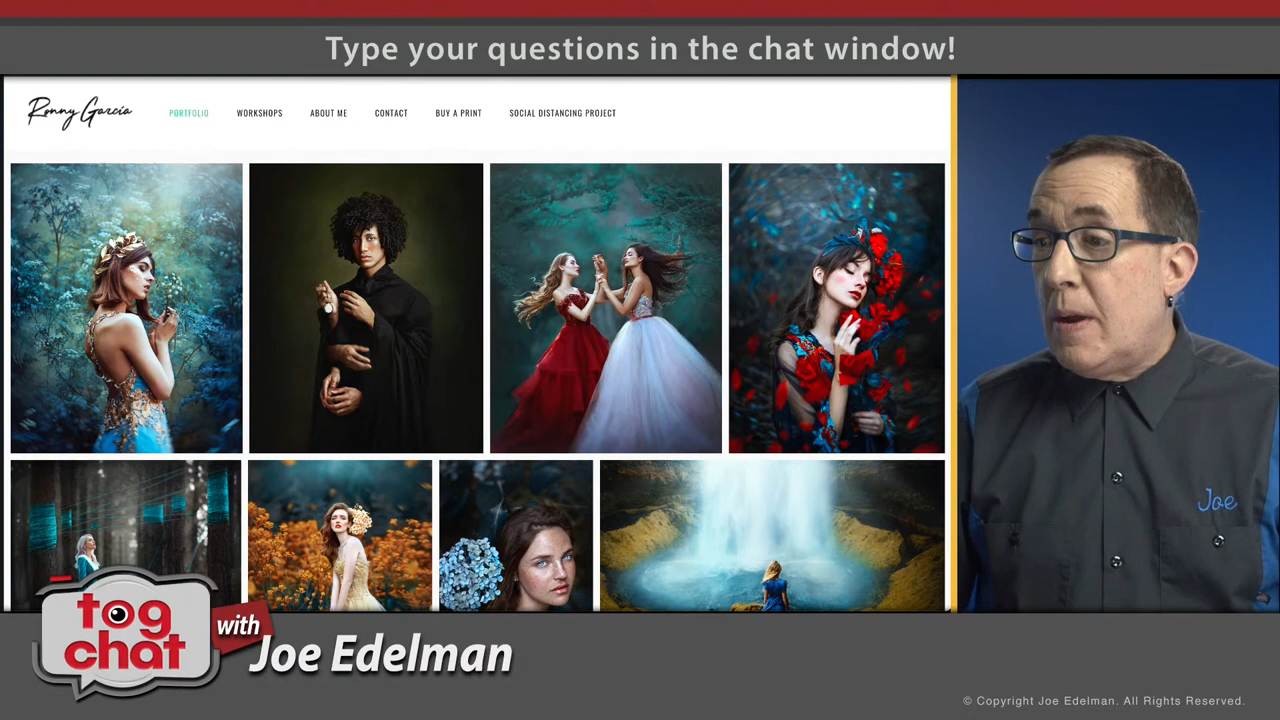 Type your questions in the chat window!
Ronny García
PORTFOLIO WORKSHOPS ABOUT ME CONTACT BUY A PRINT SOCIAL DISTANCING PROJECT
Joe
tog
chat
with
Joe Edelman
© Copyright Joe Edelman. All Rights Reserved.